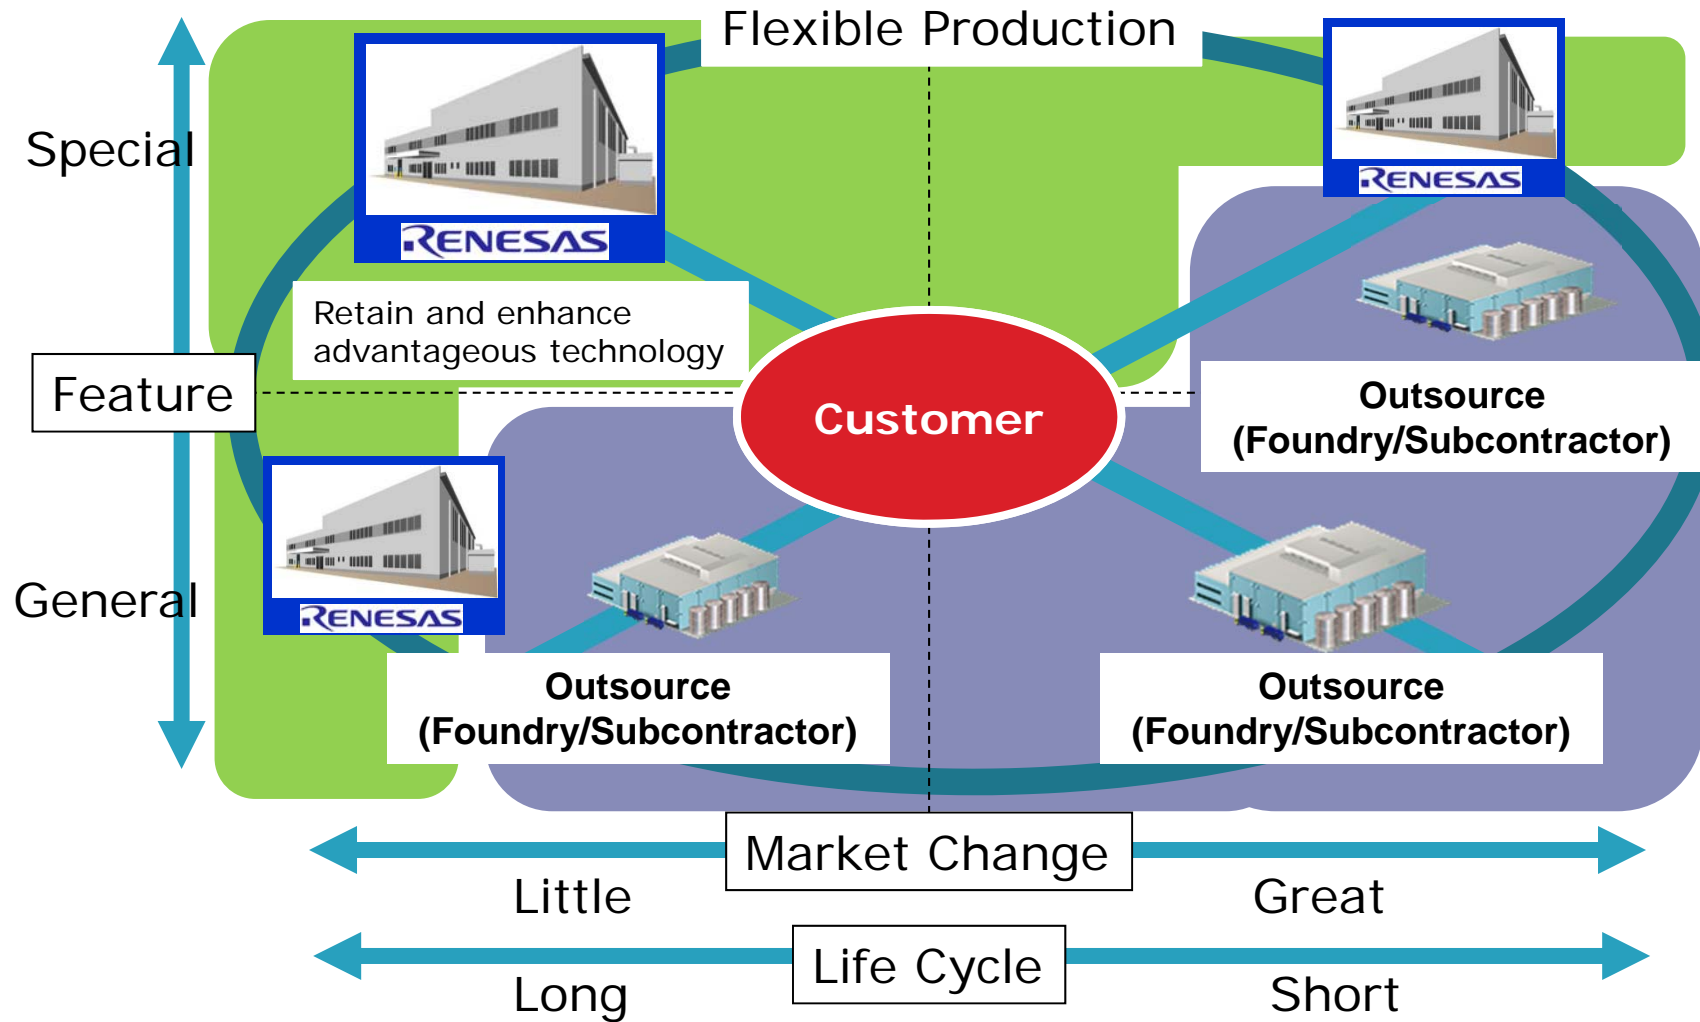 Flexible Production
Special
RENESAS
RENESAS
Retain and enhance
advantageous technology
Feature
Customer
Outsource
(Foundry/Subcontractor)
General
RENESAS
Outsource
(Foundry/Subcontractor)
Outsource
(Foundry/Subcontractor)
Market Change
Little
Great
Life Cycle
Long
Short